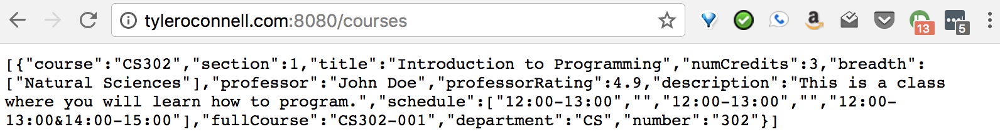 tyleroconnell.com:8080/courses
13
5
[{"course":"CS302","section":1,"title":"Introduction to Programming","numCredits":3,"breadth":
["Natural Sciences"],"professor":"John Doe","professorRating":4.9,"description":"This is a class
where you will learn how to program.","schedule":["12:00-13:00","","12:00-13:00","","12:00-
13:00&14:00-15:00"],"fullCourse":"CS302-001","department":"CS","number":"302"}]